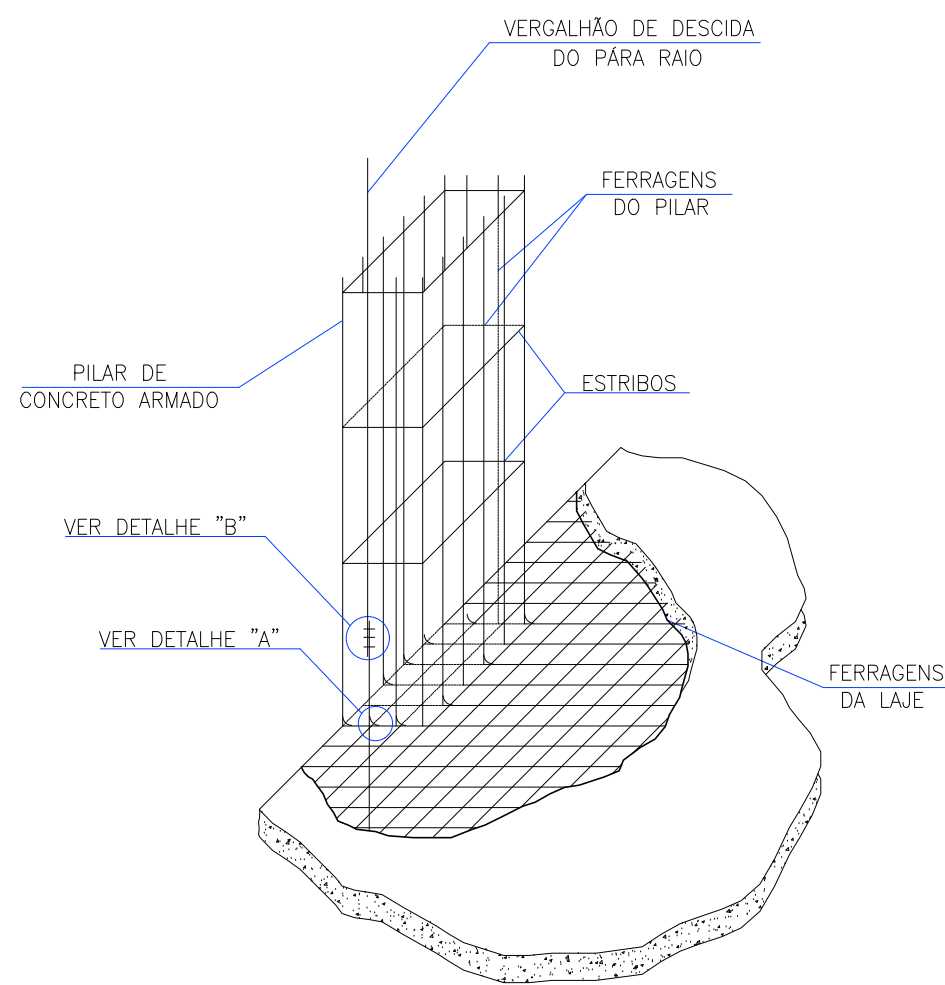 VERGALHÃO DE DESCIDA
DO PÁRA RAIO
FERRAGENS
DO PILAR
PILAR DE
CONCRETO ARMADO
ESTRIBOS
VER DETALHE "B"
VER DETALHE "A"
FERRAGENS
DA LAJE